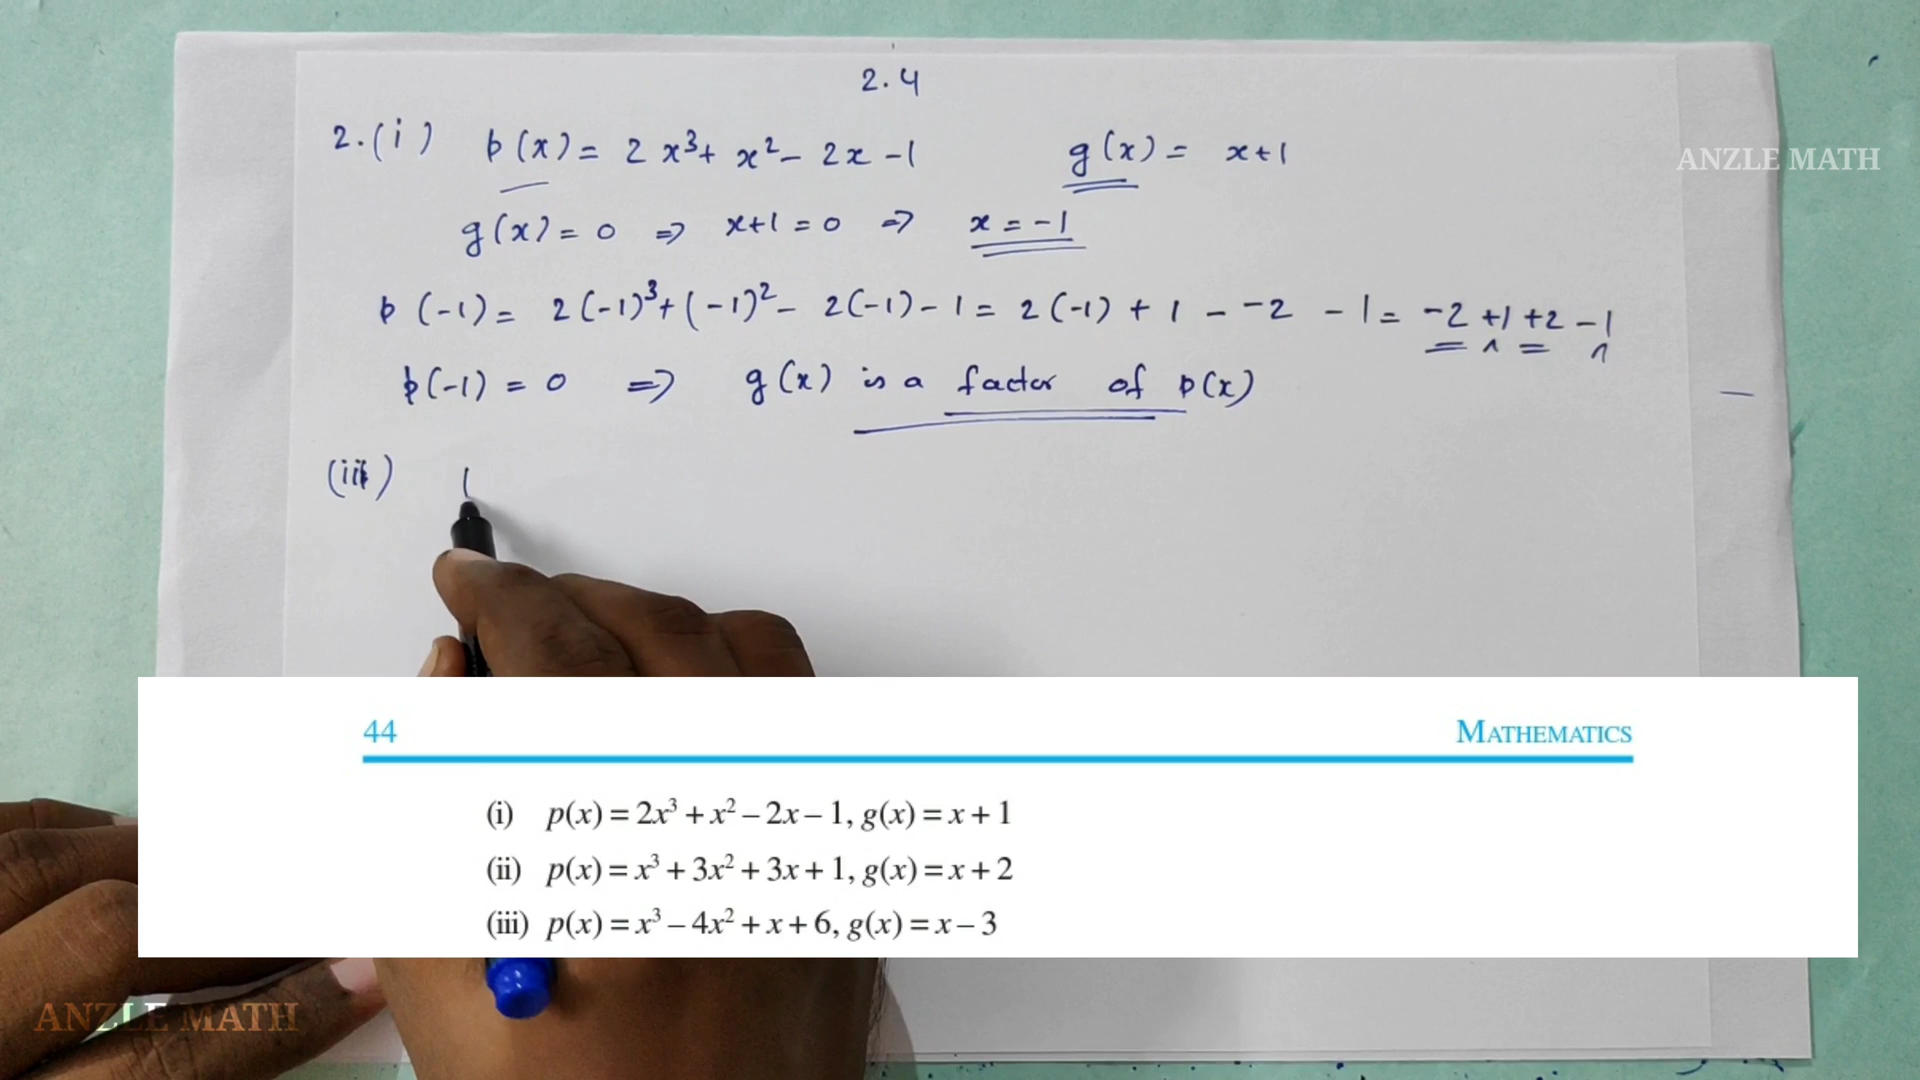 2.4
2.(i) p(x) = 2x³ + x² - 2x - 1 g(x) = x+1
ANZLE MATH
g(x) = 0 ⇒ x+1 = 0 ⇒ x = -1
p(-1) = 2(-1)³ + (-1)² - 2(-1) - 1 = 2(-1) + 1 - -2 - 1 = -2 +1 +2 -1
p(-1) = 0 ⇒ g(x) is a factor of p(x)
(iii)
44 MATHEMATICS
(i) p(x) = 2x³ + x² – 2x – 1, g(x) = x + 1
(ii) p(x) = x³ + 3x² + 3x + 1, g(x) = x + 2
(iii) p(x) = x³ – 4x² + x + 6, g(x) = x – 3
ANZLE MATH